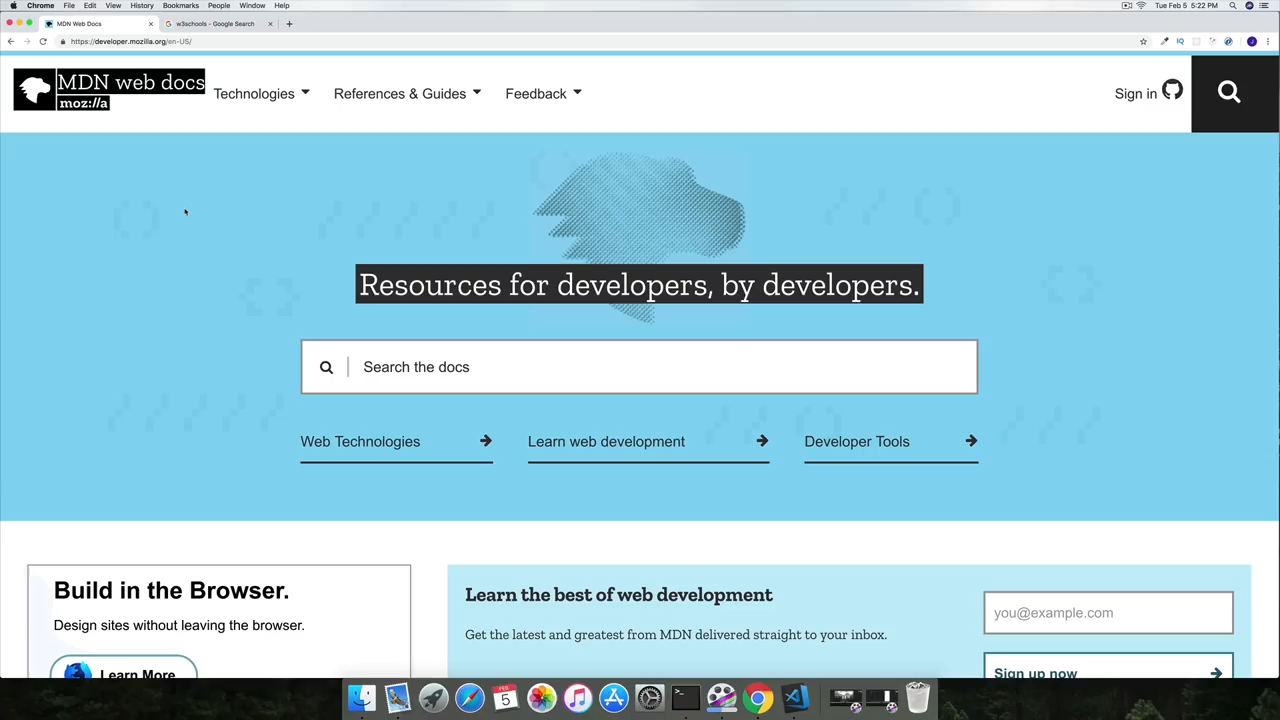 Chrome File Edit View History Bookmarks People Window Help Tue Feb 5 5:22 PM
MDN Web Docs w3schools - Google Search
https://developer.mozilla.org/en-US/
MDN web docs
moz://a
Technologies References & Guides Feedback Sign in
Resources for developers, by developers.
Search the docs
Web Technologies Learn web development Developer Tools
Build in the Browser.
Design sites without leaving the browser.
Learn More
Learn the best of web development
Get the latest and greatest from MDN delivered straight to your inbox.
you@example.com
Sign up now